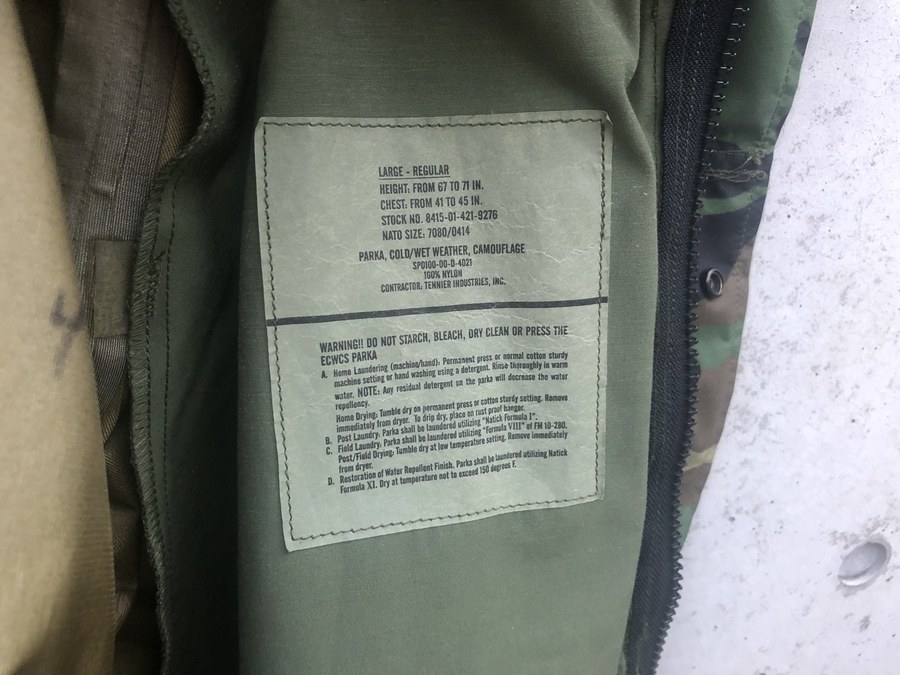 LARGE - REGULAR
HEIGHT: FROM 67 TO 71 IN.
CHEST: FROM 41 TO 45 IN.
STOCK NO. 8415-01-421-9276
NATO SIZE: 7080/0414
PARKA, COLD/WET WEATHER, CAMOUFLAGE
SPO100-00-D-4021
100% NYLON
CONTRACTOR: TENNIER INDUSTRIES, INC.
WARNING!! DO NOT STARCH, BLEACH, DRY CLEAN OR PRESS THE
ECWCS PARKA
A. Home Laundering (machine/hand): Permanent press or normal cotton sturdy
machine setting or hand washing using a detergent. Rinse thoroughly in warm
water. NOTE: Any residual detergent on the parka will decrease the water
repellency.
Home Drying: Tumble dry on permanent press or cotton sturdy setting. Remove
immediately from dryer. To drip dry, place on rust proof hanger.
B. Post Laundry. Parka shall be laundered utilizing "Natick Formula 1".
C. Field Laundry. Parka shall be laundered utilizing "Formula VIII" of FM 10-280.
Post/Field Drying: Tumble dry at low temperature setting. Remove immediately
from dryer.
D. Restoration of Water Repellent Finish. Parka shall be laundered utilizing Natick
Formula XI. Dry at temperature not to exceed 150 degrees F.